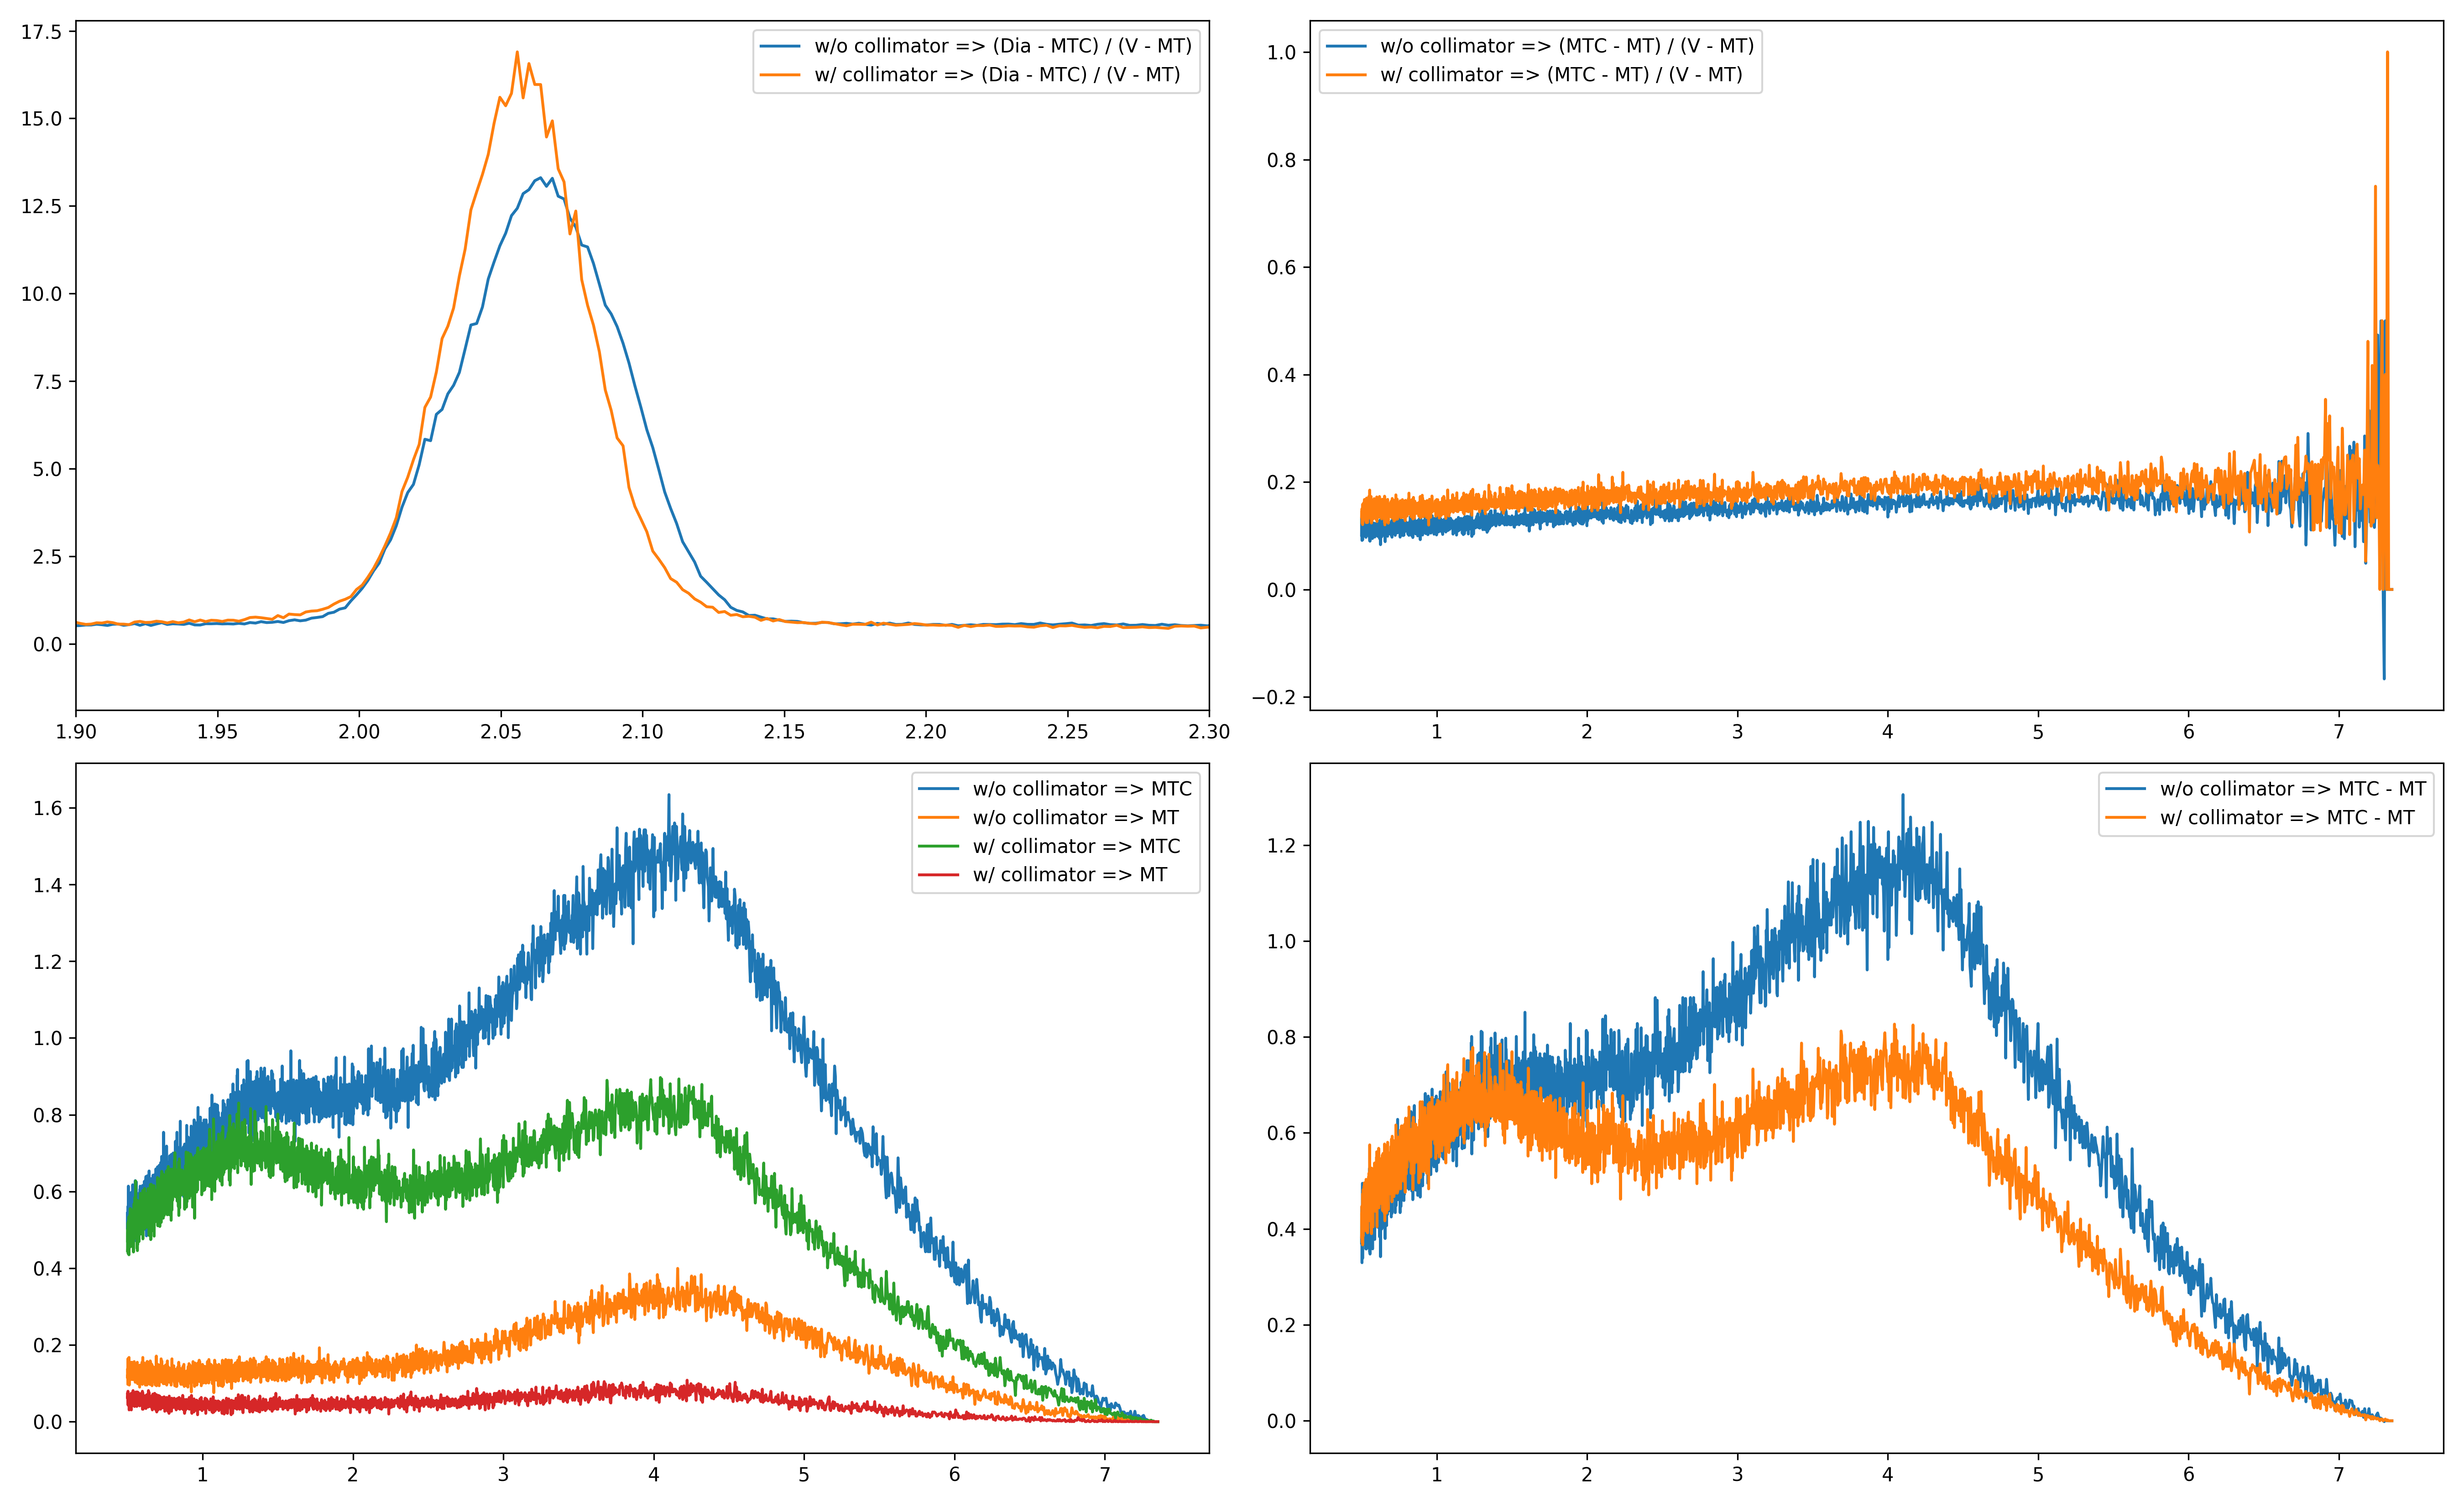 17.5
15.0
12.5
10.0
7.5
5.0
2.5
0.0
w/o collimator => (Dia - MTC) / (V - MT)
w/ collimator => (Dia - MTC) / (V - MT)
1.90 1.95 2.00 2.05 2.10 2.15 2.20 2.25 2.30
1.0
0.8
0.6
0.4
0.2
0.0
−0.2
w/o collimator => (MTC - MT) / (V - MT)
w/ collimator => (MTC - MT) / (V - MT)
1 2 3 4 5 6 7
1.6
1.4
1.2
1.0
0.8
0.6
0.4
0.2
0.0
w/o collimator => MTC
w/o collimator => MT
w/ collimator => MTC
w/ collimator => MT
1 2 3 4 5 6 7
1.2
1.0
0.8
0.6
0.4
0.2
0.0
w/o collimator => MTC - MT
w/ collimator => MTC - MT
1 2 3 4 5 6 7